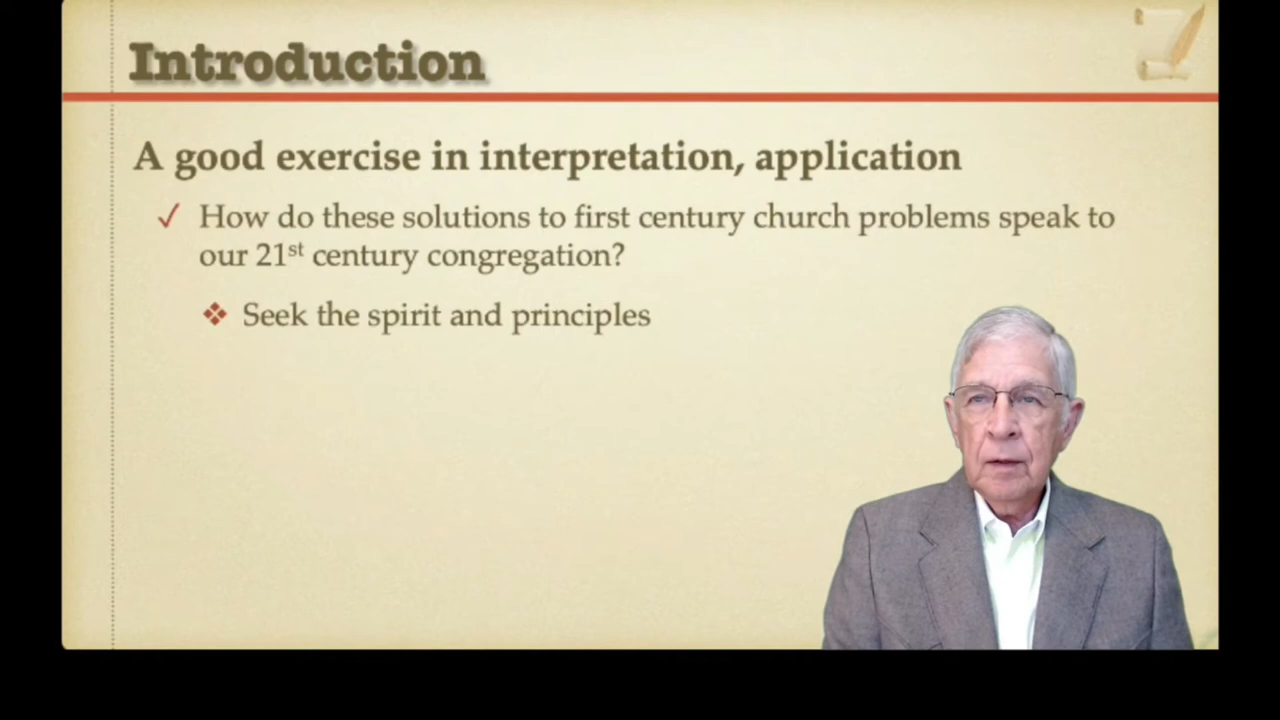 Introduction
A good exercise in interpretation, application
✓ How do these solutions to first century church problems speak to
our 21st century congregation?
❖ Seek the spirit and principles